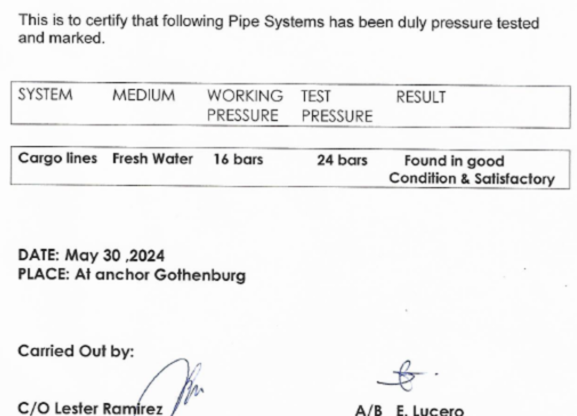 This is to certify that following Pipe Systems has been duly pressure tested
and marked.
SYSTEM MEDIUM WORKING PRESSURE TEST PRESSURE RESULT
Cargo lines Fresh Water 16 bars 24 bars Found in good Condition & Satisfactory
DATE: May 30 ,2024
PLACE: At anchor Gothenburg
Carried Out by:
C/O Lester Ramirez A/B E. Lucero